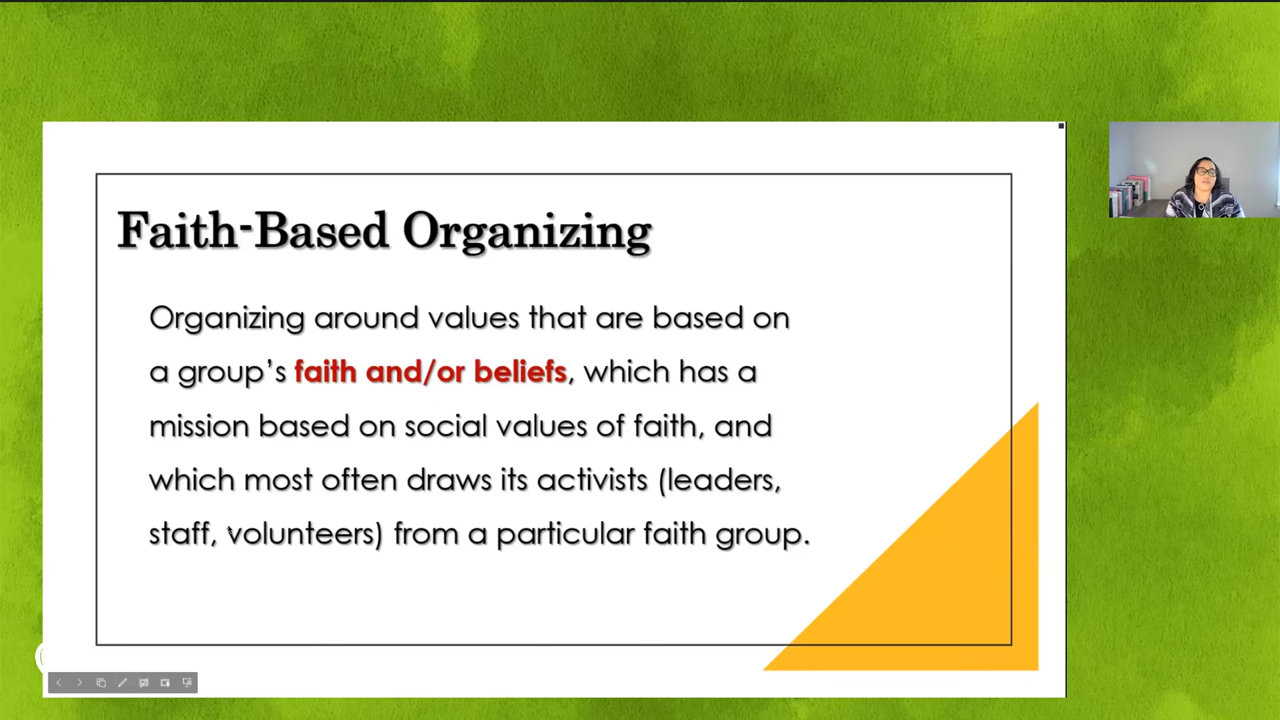 Faith-Based Organizing
Organizing around values that are based on
a group’s faith and/or beliefs, which has a
mission based on social values of faith, and
which most often draws its activists (leaders,
staff, volunteers) from a particular faith group.